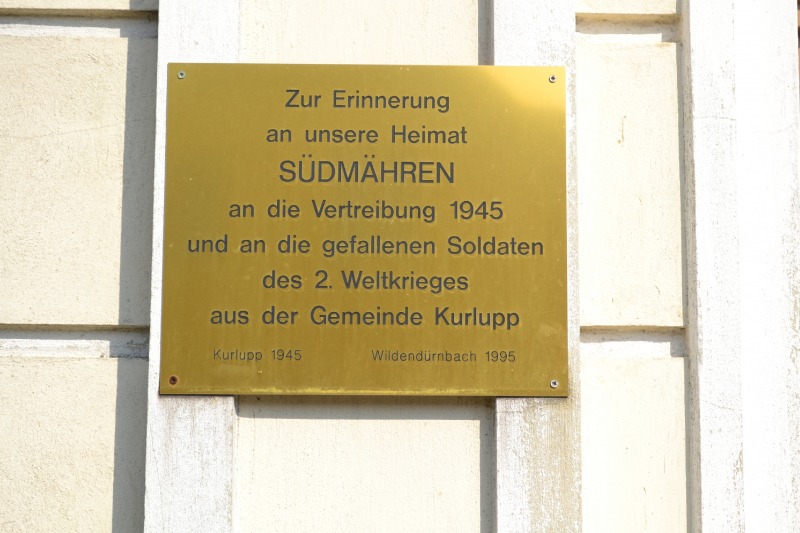 Zur Erinnerung
an unsere Heimat
SÜDMÄHREN
an die Vertreibung 1945
und an die gefallenen Soldaten
des 2. Weltkrieges
aus der Gemeinde Kurlupp
Kurlupp 1945 Wildendürnbach 1995